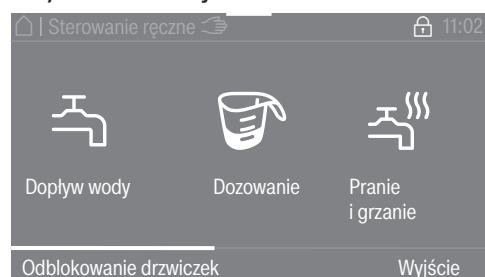 | Sterowanie ręczne 11:02
Dopływ wody
Dozowanie
Pranie
i grzanie
Odblokowanie drzwiczek
Wyjście